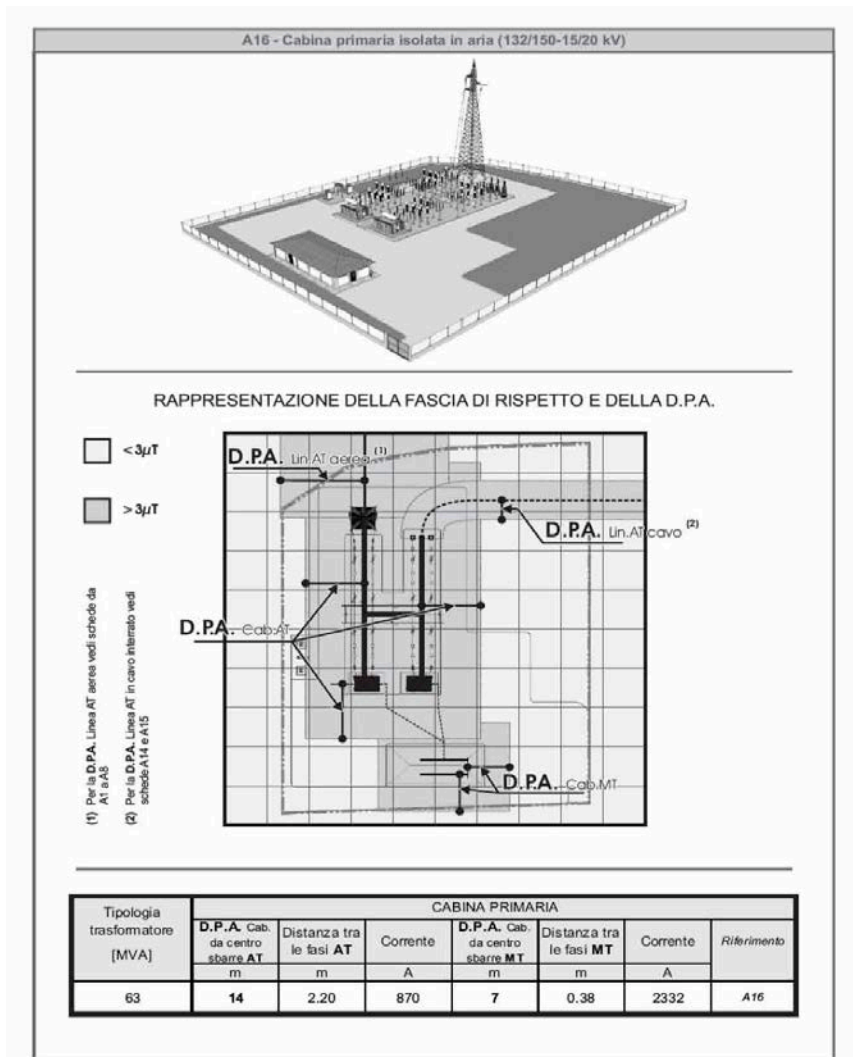 A16 - Cabina primaria isolata in aria (132/150-15/20 kV)
RAPPRESENTAZIONE DELLA FASCIA DI RISPETTO E DELLA D.P.A.
< 3µT
> 3µT
(1) Per la D.P.A. Linea AT aerea vedi schede da
A1 a A8
(2) Per la D.P.A. Linea AT in cavo interrato vedi
schede A14 e A15
D.P.A. Lin.AT aerea (1)
D.P.A. Lin.AT cavo (2)
D.P.A. Cab.AT
D.P.A. Cab.MT
Tipologia
trasformatore
[MVA]
CABINA PRIMARIA
D.P.A. Cab.
da centro
sbarre AT
Distanza tra
le fasi AT
Corrente
D.P.A. Cab.
da centro
sbarre MT
Distanza tra
le fasi MT
Corrente
Riferimento
m m A m m A
63 14 2.20 870 7 0.38 2332 A16